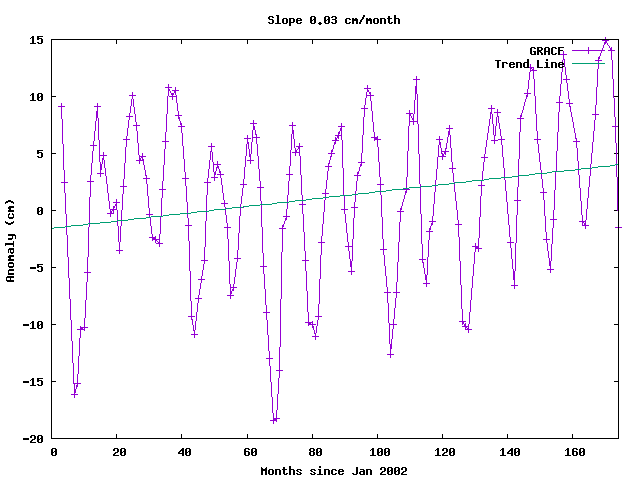 Slope 0.03 cm/month
GRACE
Trend Line
15
10
5
0
-5
-10
-15
-20
Anomaly (cm)
0 20 40 60 80 100 120 140 160
Months since Jan 2002